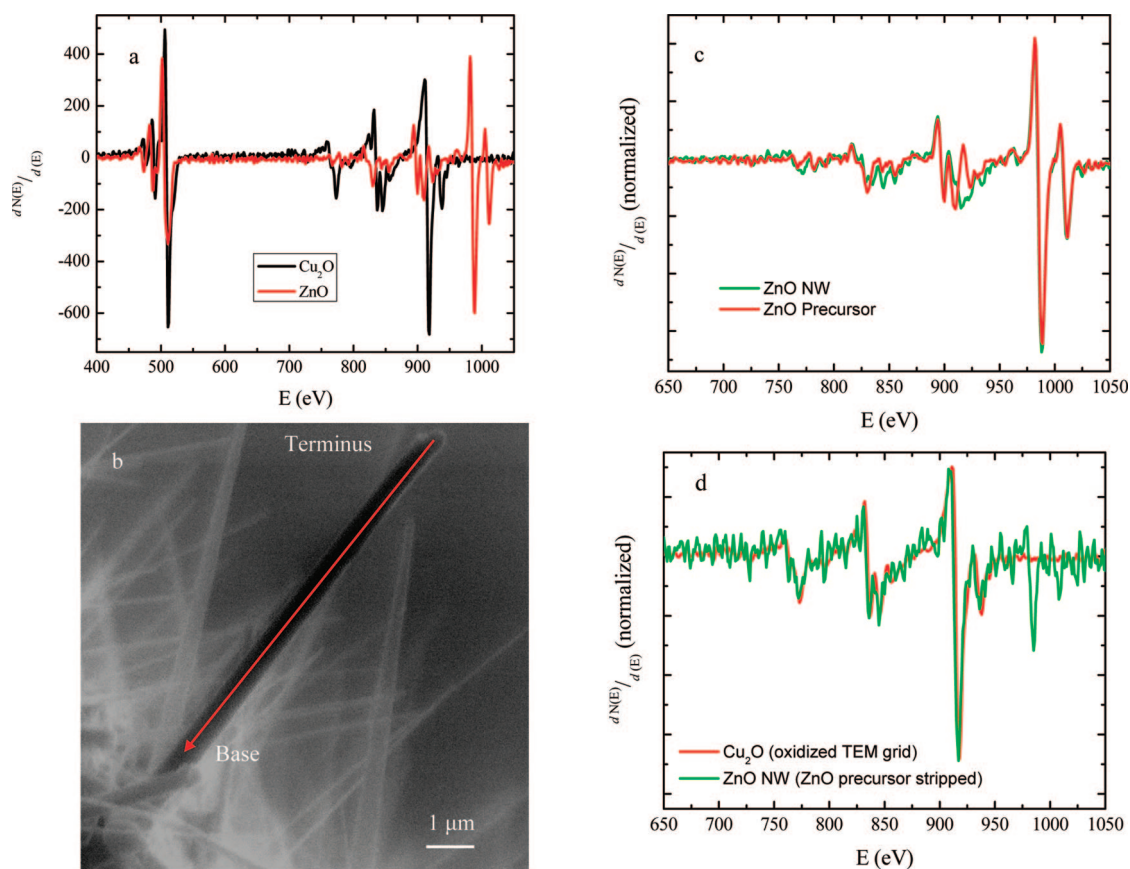 a
400
200
0
-200
-400
-600
dN(E)/d(E)
Cu₂O
ZnO
400 500 600 700 800 900 1000
E (eV)
b
Terminus
Base
1 μm
c
dN(E)/d(E) (normalized)
ZnO NW
ZnO Precursor
650 700 750 800 850 900 950 1000 1050
E (eV)
d
dN(E)/d(E) (normalized)
Cu₂O (oxidized TEM grid)
ZnO NW (ZnO precursor stripped)
650 700 750 800 850 900 950 1000 1050
E (eV)